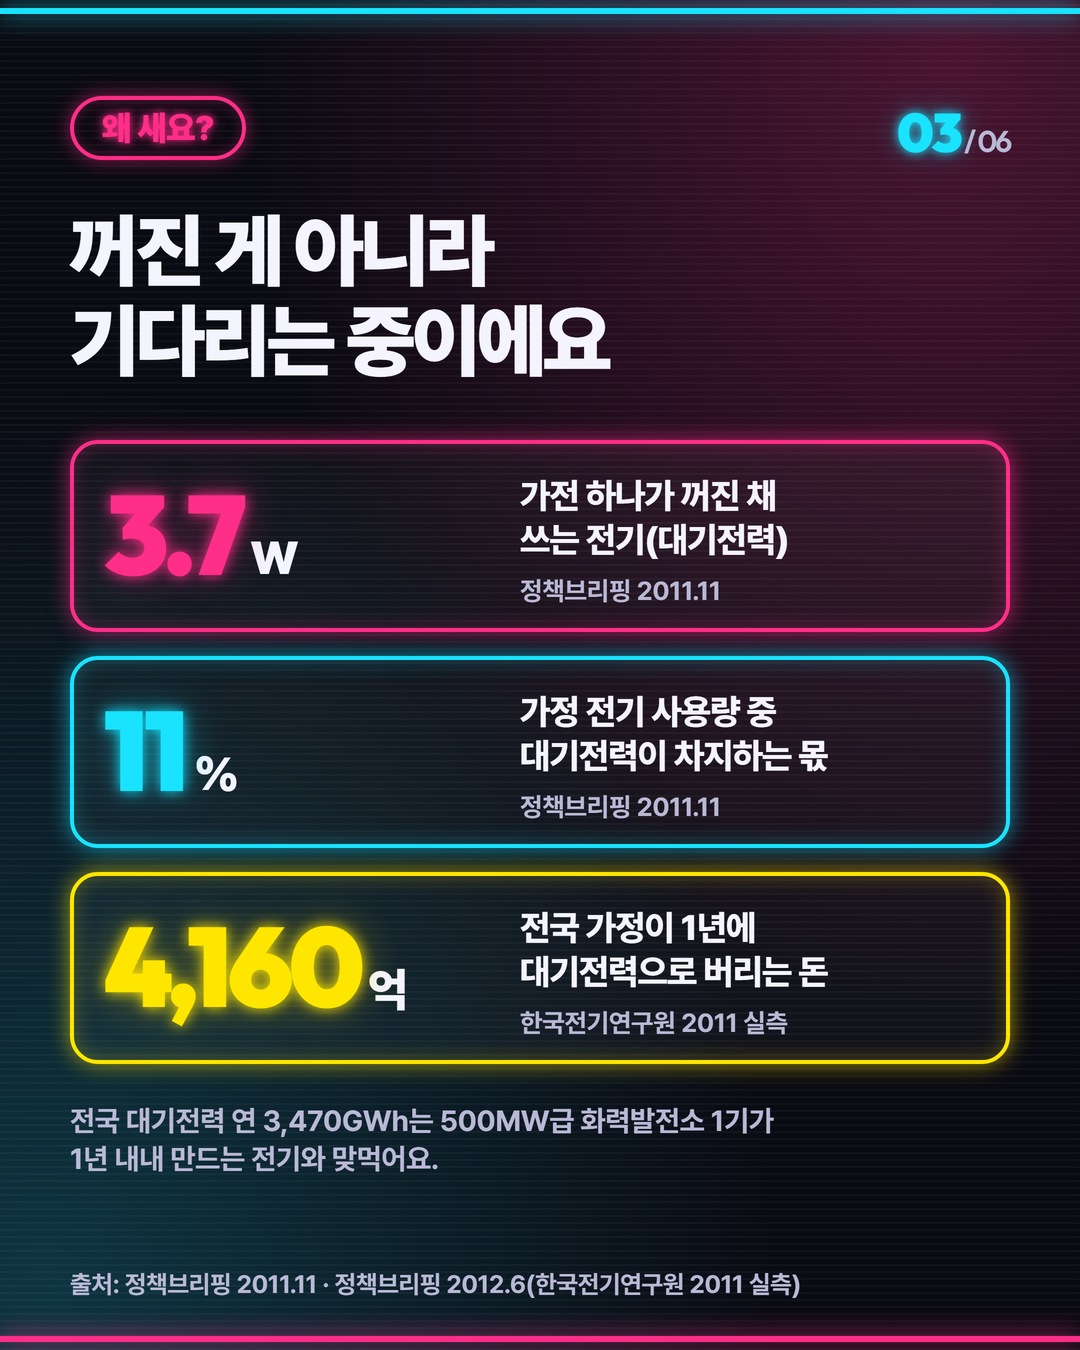 왜 새요?
03/06
꺼진 게 아니라
기다리는 중이에요
3.7W
가전 하나가 꺼진 채
쓰는 전기(대기전력)
정책브리핑 2011.11
11%
가정 전기 사용량 중
대기전력이 차지하는 몫
정책브리핑 2011.11
4,160억
전국 가정이 1년에
대기전력으로 버리는 돈
한국전기연구원 2011 실측
전국 대기전력 연 3,470GWh는 500MW급 화력발전소 1기가
1년 내내 만드는 전기와 맞먹어요.
출처: 정책브리핑 2011.11 · 정책브리핑 2012.6(한국전기연구원 2011 실측)